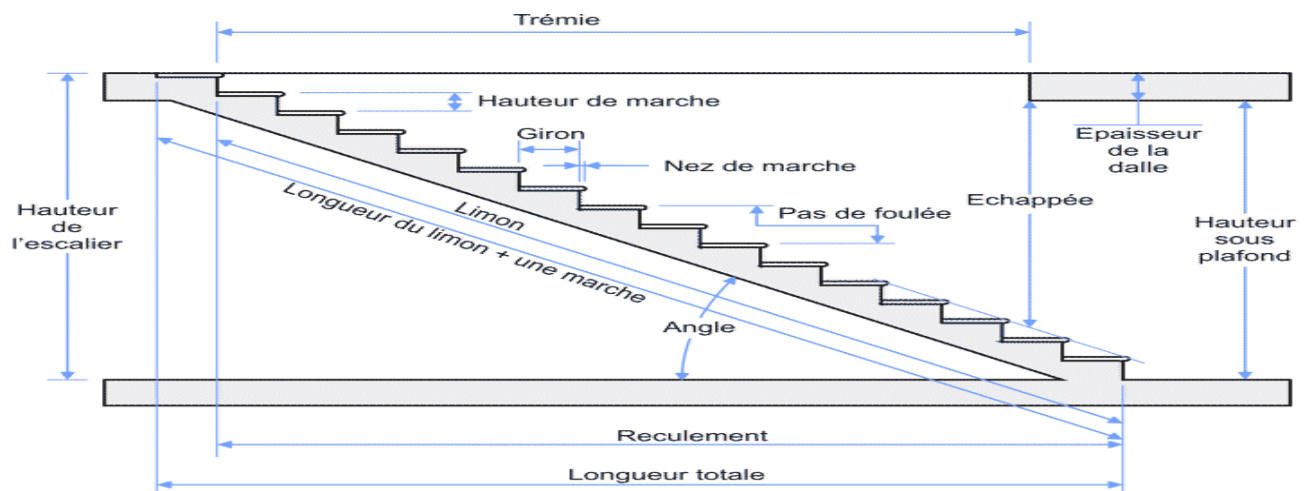 Trémie
Hauteur de marche
Giron
Nez de marche
Epaisseur
de la
dalle
Hauteur
de
l'escalier
Limon
Longueur du limon + une marche
Pas de foulée
Echappée
Hauteur
sous
plafond
Angle
Reculement
Longueur totale